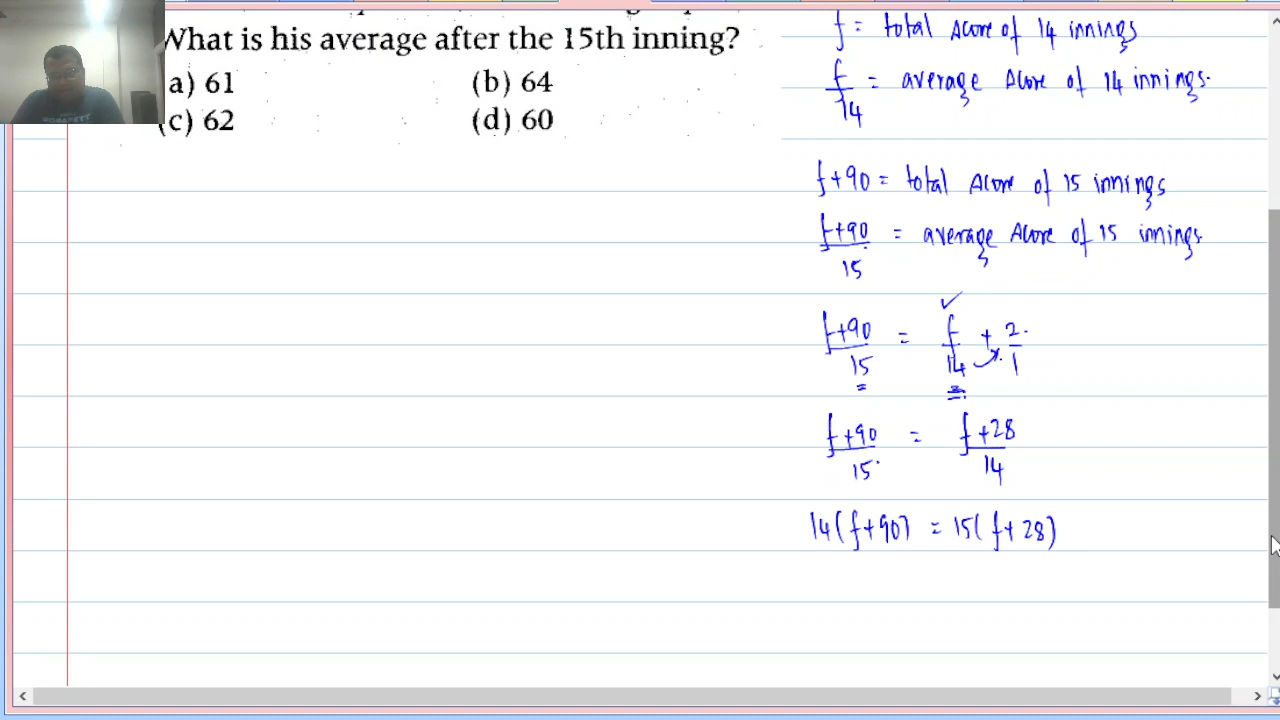 What is his average after the 15th inning?
(a) 61 (b) 64
(c) 62 (d) 60
f = total score of 14 innings
f/14 = average score of 14 innings.
f+90 = total score of 15 innings
f+90/15 = average score of 15 innings
f+90/15 = f/14 + 2/1
f+90/15 = f+28/14
14(f+90) = 15(f+28)